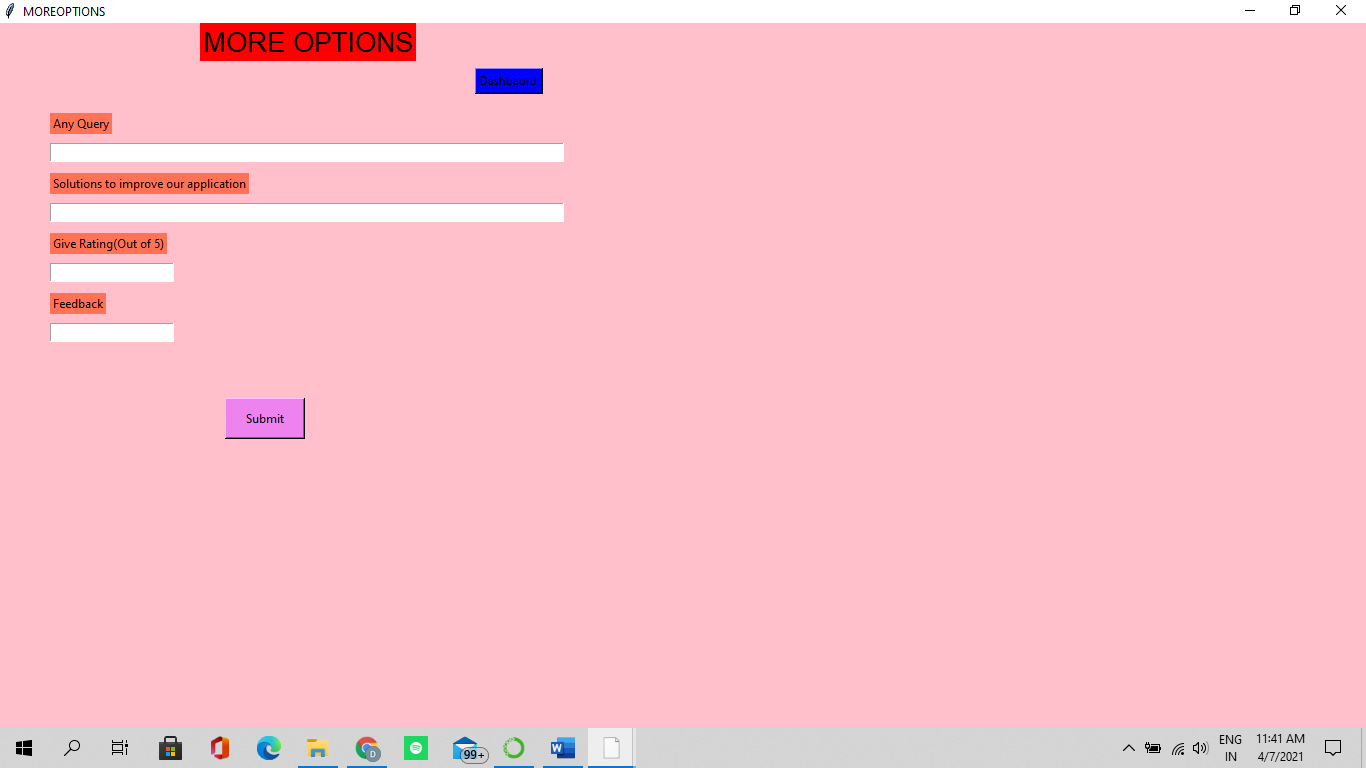 MOREOPTIONS
MORE OPTIONS
Dashbaord
Any Query
Solutions to improve our application
Give Rating(Out of 5)
Feedback
Submit
D
99+
W
ENG
IN
11:41 AM
4/7/2021